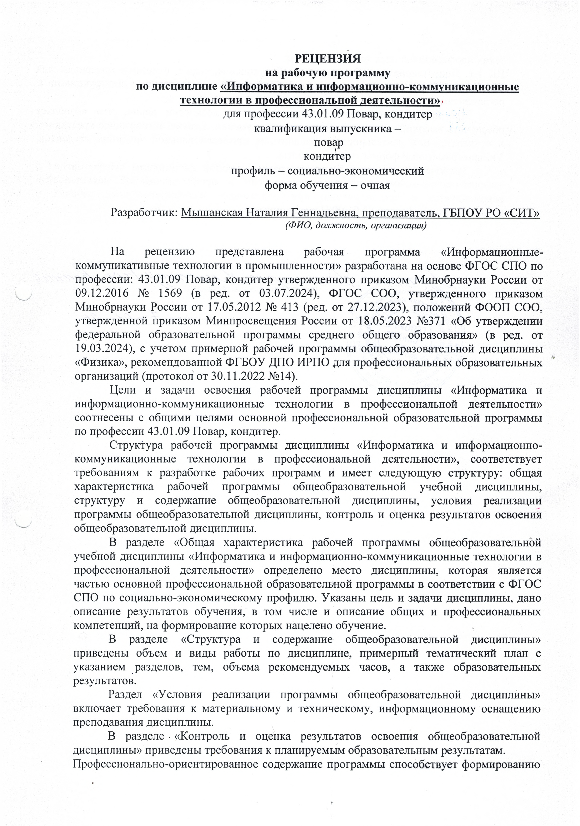 РЕЦЕНЗИЯ
на рабочую программу
по дисциплине «Информатика и информационно-коммуникационные
технологии в профессиональной деятельности»
для профессии 43.01.09 Повар, кондитер
квалификация выпускника –
повар
кондитер
профиль – социально-экономический
форма обучения – очная
Разработчик: Мышанская Наталия Геннадьевна, преподаватель, ГБПОУ РО «СИТ»
(ФИО, должность, организация)
На рецензию представлена рабочая программа «Информационные-
коммуникативные технологии в промышленности» разработана на основе ФГОС СПО по
профессии: 43.01.09 Повар, кондитер утвержденного приказом Минобрнауки России от
09.12.2016 № 1569 (в ред. от 03.07.2024), ФГОС СОО, утвержденного приказом
Минобрнауки России от 17.05.2012 № 413 (ред. от 27.12.2023), положений ФООП СОО,
утвержденной приказом Минпросвещения России от 18.05.2023 №371 «Об утверждении
федеральной образовательной программы среднего общего образования» (в ред. от
19.03.2024), с учетом примерной рабочей программы общеобразовательной дисциплины
«Физика», рекомендованной ФГБОУ ДПО ИРПО для профессиональных образовательных
организаций (протокол от 30.11.2022 №14).
Цели и задачи освоения рабочей программы дисциплины «Информатика и
информационно-коммуникационные технологии в профессиональной деятельности»
соотнесены с общими целями основной профессиональной образовательной программы
по профессии 43.01.09 Повар, кондитер.
Структура рабочей программы дисциплины «Информатика и информационно-
коммуникационные технологии в профессиональной деятельности», соответствует
требованиям к разработке рабочих программ и имеет следующую структуру: общая
характеристика рабочей программы общеобразовательной учебной дисциплины,
структуру и содержание общеобразовательной дисциплины, условия реализации
программы общеобразовательной дисциплины, контроль и оценка результатов освоения
общеобразовательной дисциплины.
В разделе «Общая характеристика рабочей программы общеобразовательной
учебной дисциплины «Информатика и информационно-коммуникационные технологии в
профессиональной деятельности» определено место дисциплины, которая является
частью основной профессиональной образовательной программы в соответствии с ФГОС
СПО по социально-экономическому профилю. Указаны цель и задачи дисциплины, дано
описание результатов обучения, в том числе и описание общих и профессиональных
компетенций, на формирование которых нацелено обучение.
В разделе «Структура и содержание общеобразовательной дисциплины»
приведены объем и виды работы по дисциплине, примерный тематический план с
указанием разделов, тем, объема рекомендуемых часов, а также образовательных
результатов.
Раздел «Условия реализации программы общеобразовательной дисциплины»
включает требования к материальному и техническому, информационному оснащению
преподавания дисциплины.
В разделе «Контроль и оценка результатов освоения общеобразовательной
дисциплины» приведены требования к планируемым образовательным результатам.
Профессионально-ориентированное содержание программы способствует формированию